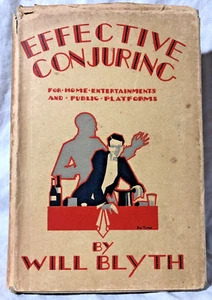 EFFECTIVE
CONJURING
FOR·HOME·ENTERTAINMENTS
AND·PUBLIC·PLATFORMS
BY
WILL BLYTH